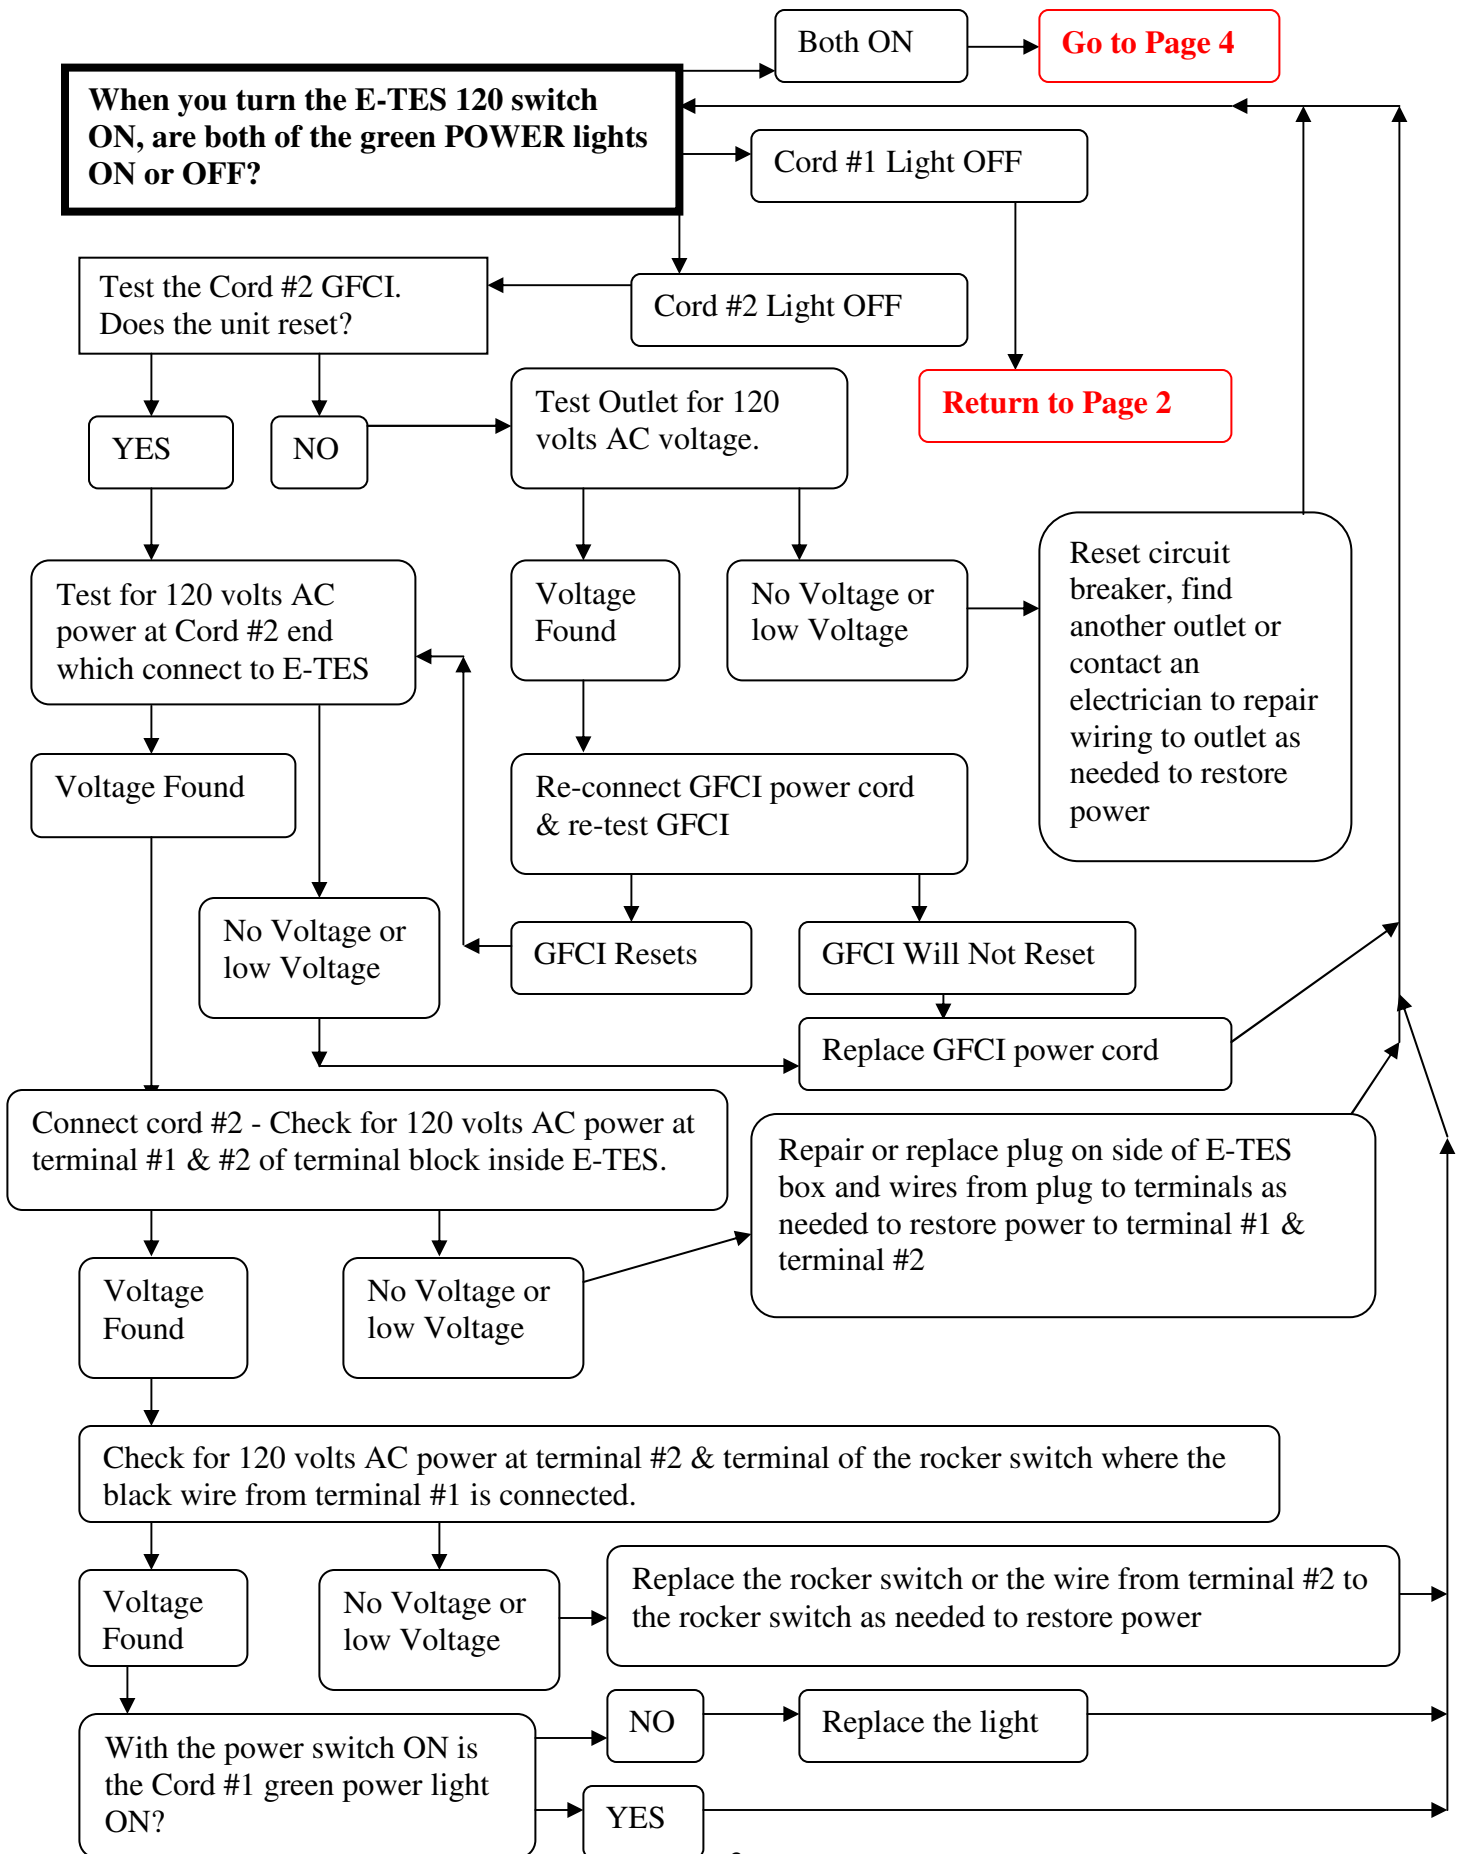 Both ON
Go to Page 4
When you turn the E-TES 120 switch
ON, are both of the green POWER lights
ON or OFF?
Cord #1 Light OFF
Test the Cord #2 GFCI.
Does the unit reset?
Cord #2 Light OFF
Return to Page 2
Test Outlet for 120
volts AC voltage.
YES
NO
Test for 120 volts AC
power at Cord #2 end
which connect to E-TES
Voltage
Found
No Voltage or
low Voltage
Reset circuit
breaker, find
another outlet or
contact an
electrician to repair
wiring to outlet as
needed to restore
power
Voltage Found
Re-connect GFCI power cord
& re-test GFCI
No Voltage or
low Voltage
GFCI Resets
GFCI Will Not Reset
Replace GFCI power cord
Connect cord #2 - Check for 120 volts AC power at
terminal #1 & #2 of terminal block inside E-TES.
Repair or replace plug on side of E-TES
box and wires from plug to terminals as
needed to restore power to terminal #1 &
terminal #2
Voltage
Found
No Voltage or
low Voltage
Check for 120 volts AC power at terminal #2 & terminal of the rocker switch where the
black wire from terminal #1 is connected.
Voltage
Found
No Voltage or
low Voltage
Replace the rocker switch or the wire from terminal #2 to
the rocker switch as needed to restore power
With the power switch ON is
the Cord #1 green power light
ON?
NO
Replace the light
YES